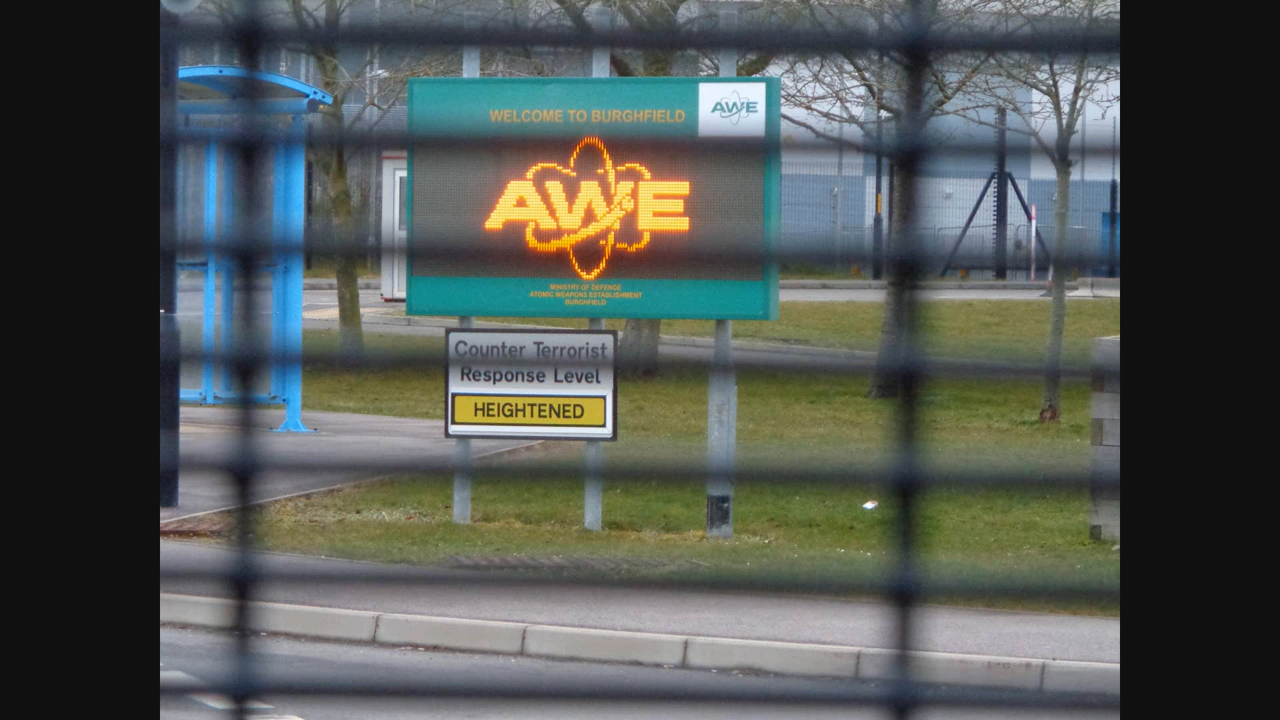 WELCOME TO BURGHFIELD
AWE
AWE
MINISTRY OF DEFENCE
ATOMIC WEAPONS ESTABLISHMENT
BURGHFIELD
Counter Terrorist
Response Level
HEIGHTENED